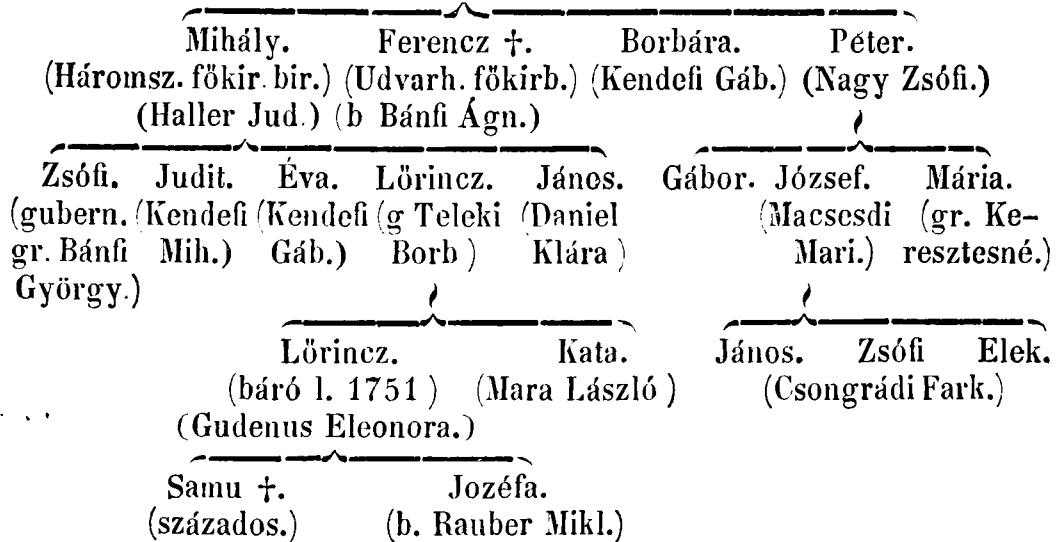 Mihály. Ferencz †. Borbára. Péter.
(Háromsz. főkir. bir.) (Udvarh. főkirb.) (Kendefi Gáb.) (Nagy Zsófi.)
(Haller Jud.) (b Bánfi Ágn.)
Zsófi. Judit. Éva. Lőrincz. János. Gábor. József. Mária.
(gubern. (Kendefi (Kendefi (g Teleki (Daniel (Macsesdi (gr. Ke-
gr. Bánfi Mih.) Gáb.) Borb ) Klára ) Mari.) resztesné.)
György.)
Lőrincz. Kata. János. Zsófi Elek.
(báró l. 1751 ) (Mara László ) (Csongrádi Fark.)
(Gudenus Eleonora.)
Samu †. Jozéfa.
(százados.) (b. Rauber Mikl.)